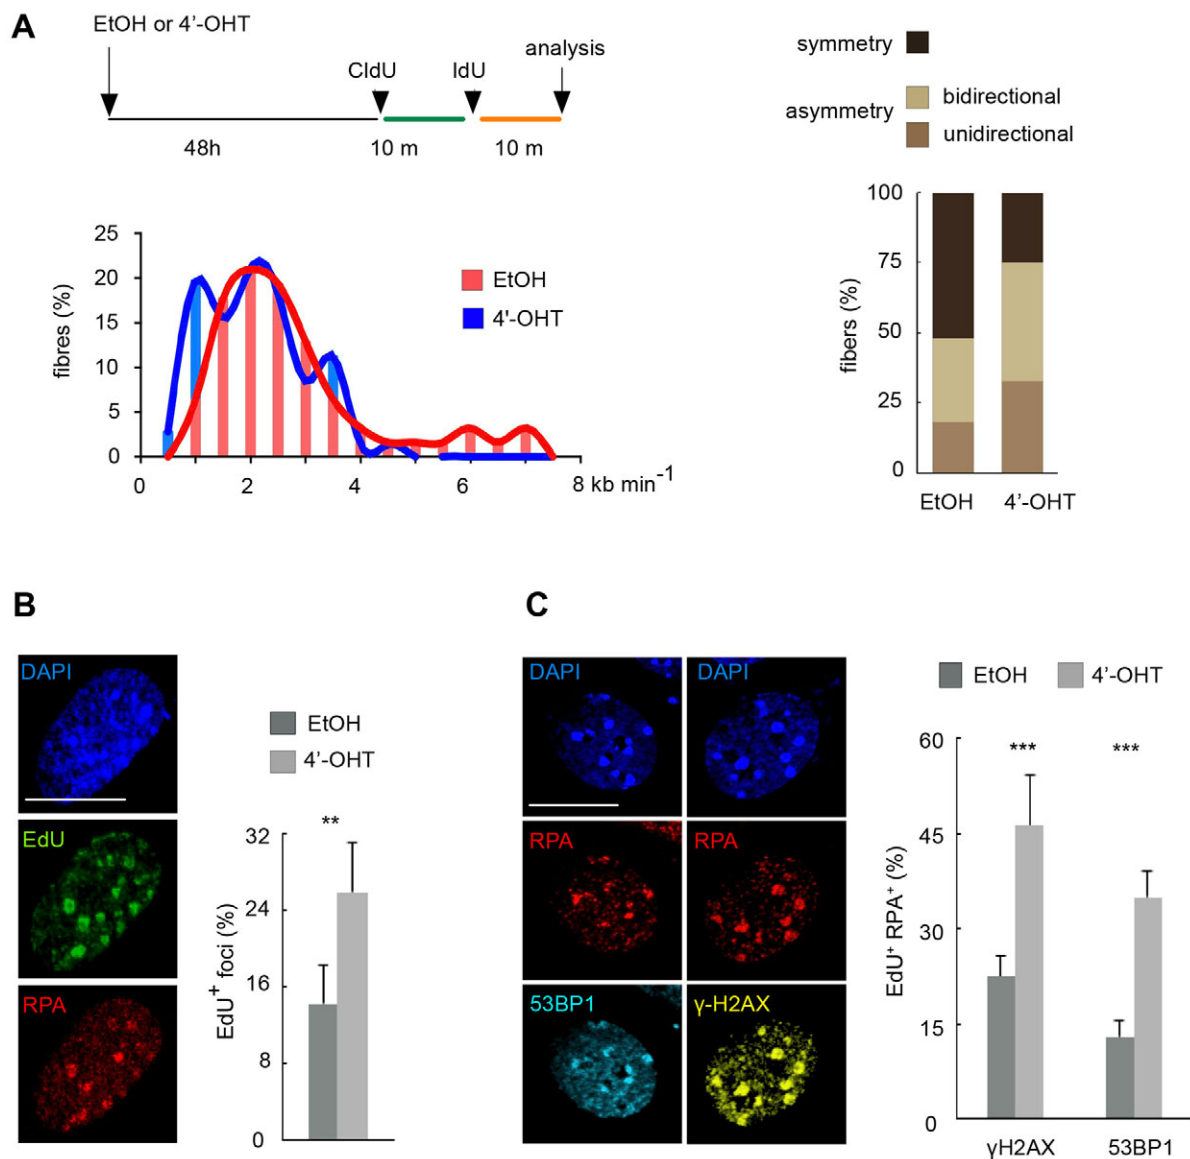 A
EtOH or 4'-OHT
CldU
IdU
analysis
48h
10 m
10 m
symmetry
asymmetry
bidirectional
unidirectional
fibres (%)
25
20
15
10
5
0
0 2 4 6 8 kb min-1
EtOH
4'-OHT
fibers (%)
100
75
50
25
0
EtOH 4'-OHT
B
DAPI
EdU
RPA
EtOH
4'-OHT
**
EdU+ foci (%)
32
24
16
8
0
C
DAPI
DAPI
RPA
RPA
53BP1
γ-H2AX
EtOH
4'-OHT
EdU+ RPA+ (%)
60
45
30
15
0
***
***
γH2AX
53BP1